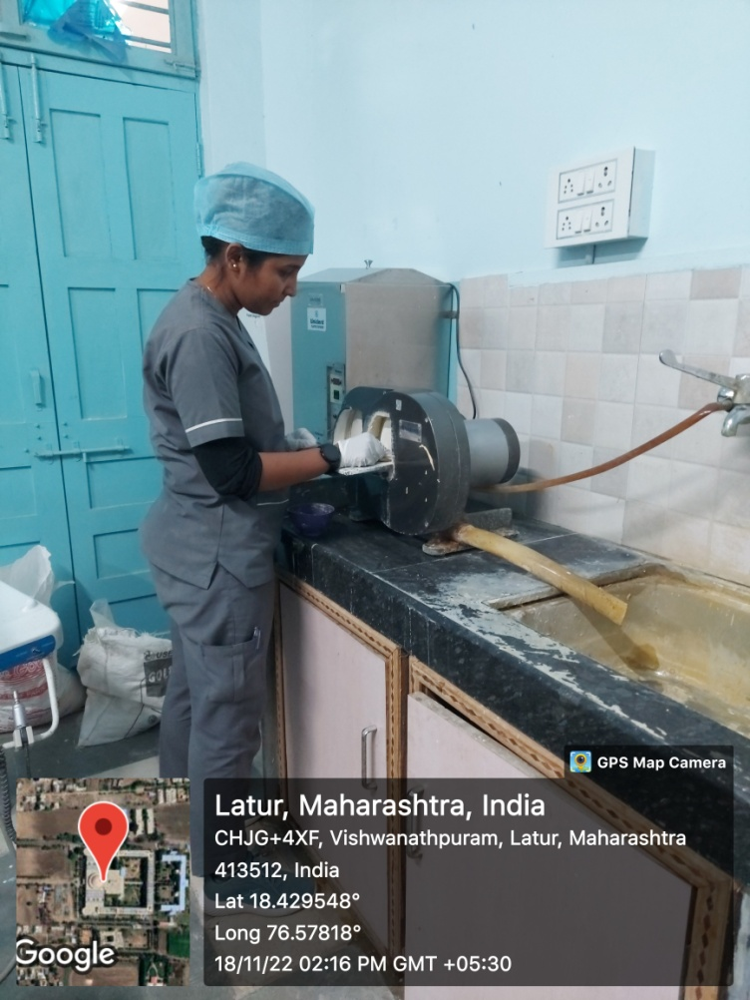 GPS Map Camera
Latur, Maharashtra, India
CHJG+4XF, Vishwanathpuram, Latur, Maharashtra
413512, India
Lat 18.429548°
Long 76.57818°
18/11/22 02:16 PM GMT +05:30
Google